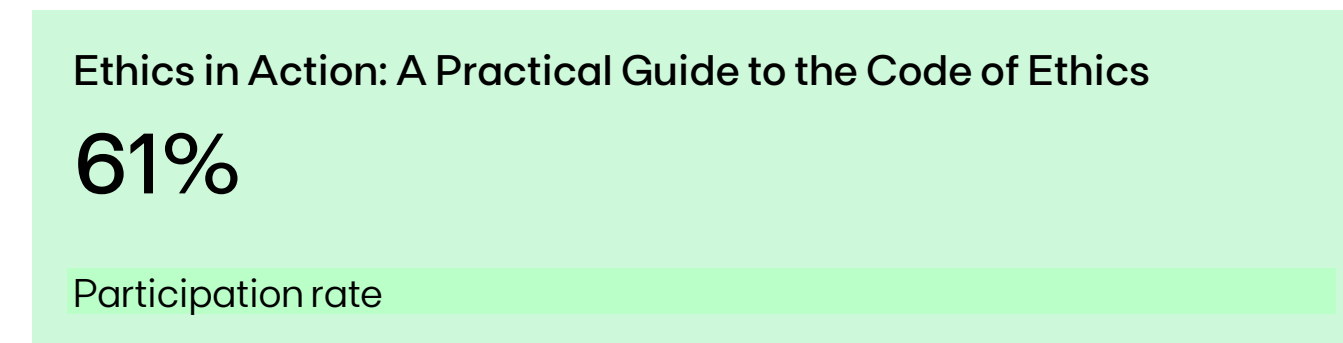 Ethics in Action: A Practical Guide to the Code of Ethics
61%
Participation rate